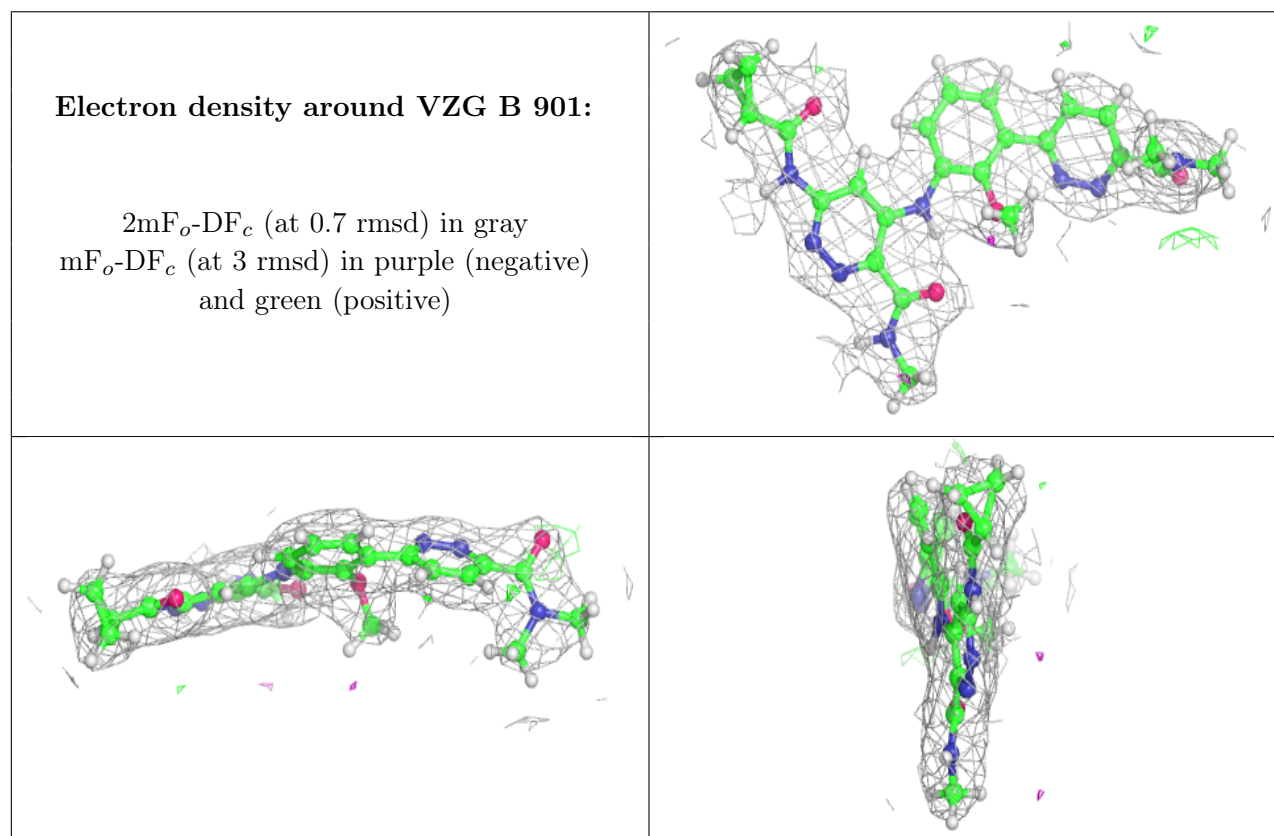 Electron density around VZG B 901:
2mFo-DFc (at 0.7 rmsd) in gray
mFo-DFc (at 3 rmsd) in purple (negative)
and green (positive)